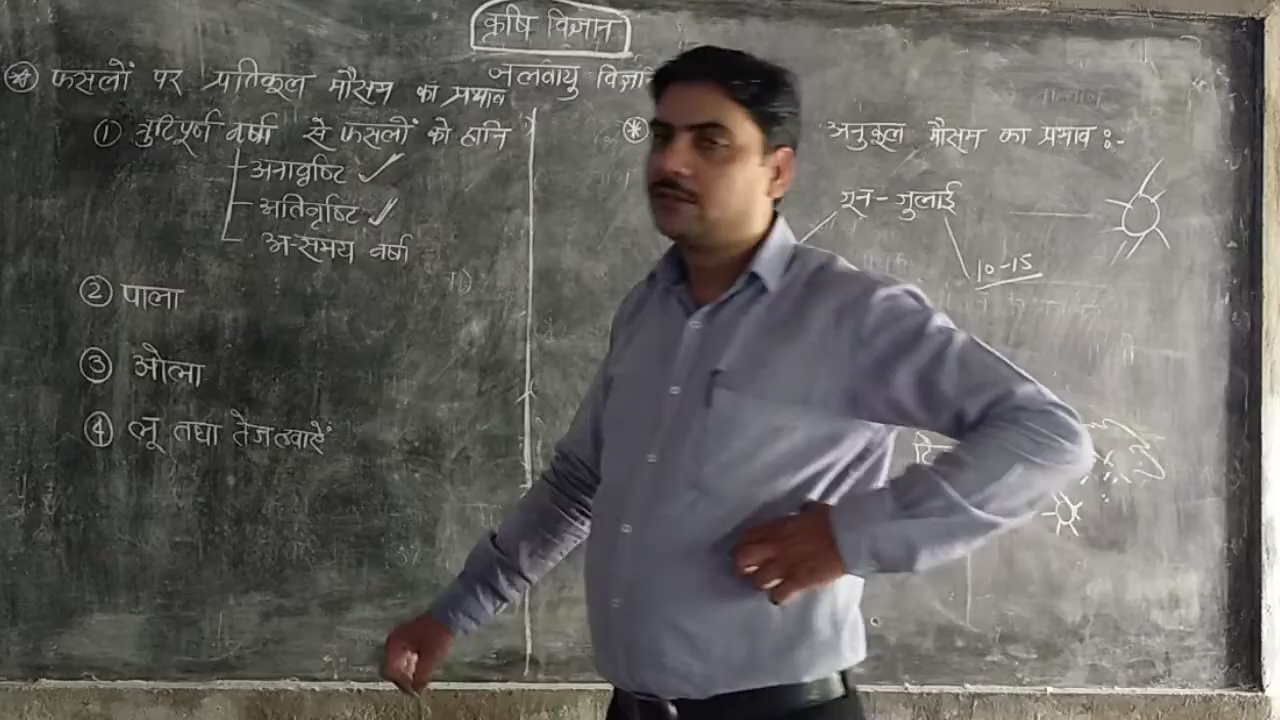 कृषि विज्ञान
जलवायु विज्ञान
फसलों पर प्रतिकूल मौसम का प्रभाव
① त्रुटिपूर्ण वर्षा से फसलों को हानि
अनावृष्टि ✓
अतिवृष्टि ✓
असमय वर्षा
② पाला
③ ओला
④ लू तथा तेज हवाएँ
अनुकूल मौसम का प्रभाव :-
जून-जुलाई
10-15